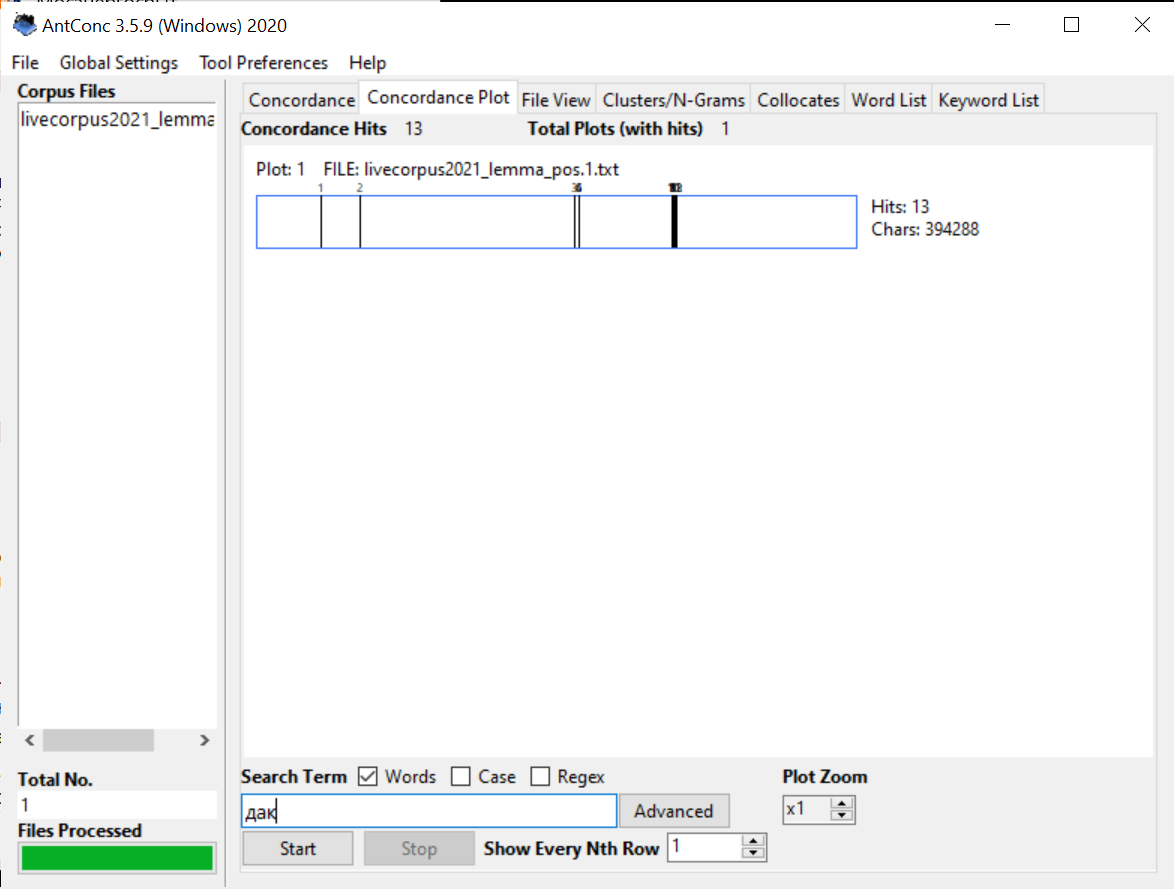 AntConc 3.5.9 (Windows) 2020
File Global Settings Tool Preferences Help
Corpus Files
livecorpus2021_lemma
Concordance Concordance Plot File View Clusters/N-Grams Collocates Word List Keyword List
Concordance Hits 13 Total Plots (with hits) 1
Plot: 1 FILE: livecorpus2021_lemma_pos.1.txt
1 2
Hits: 13
Chars: 394288
Total No.
1
Files Processed
Search Term Words Case Regex Plot Zoom
дак Advanced x1
Start Stop Show Every Nth Row 1